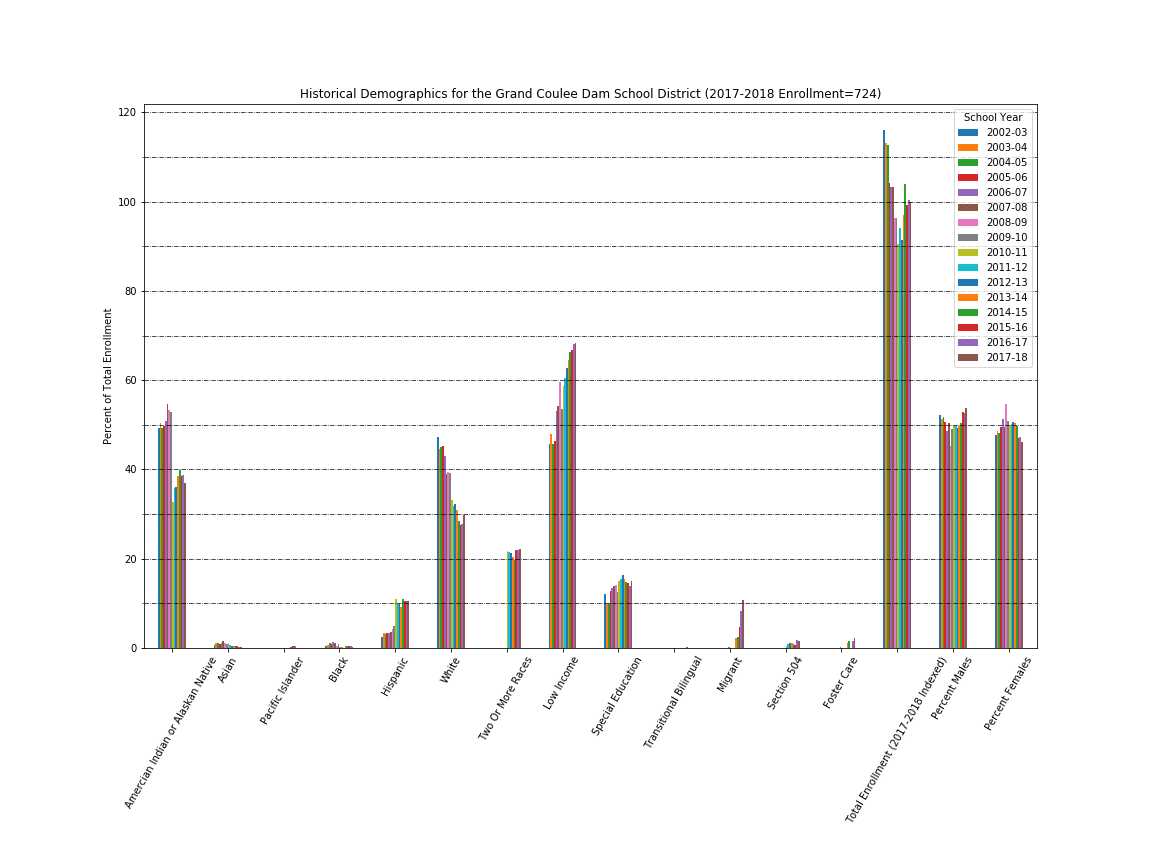 Historical Demographics for the Grand Coulee Dam School District (2017-2018 Enrollment=724)
Percent of Total Enrollment
120
100
80
60
40
20
0
School Year
2002-03
2003-04
2004-05
2005-06
2006-07
2007-08
2008-09
2009-10
2010-11
2011-12
2012-13
2013-14
2014-15
2015-16
2016-17
2017-18
Amercian Indian or Alaskan Native
Asian
Pacific Islander
Black
Hispanic
White
Two Or More Races
Low Income
Special Education
Transitional Bilingual
Migrant
Section 504
Foster Care
Total Enrollment (2017-2018 Indexed)
Percent Males
Percent Females